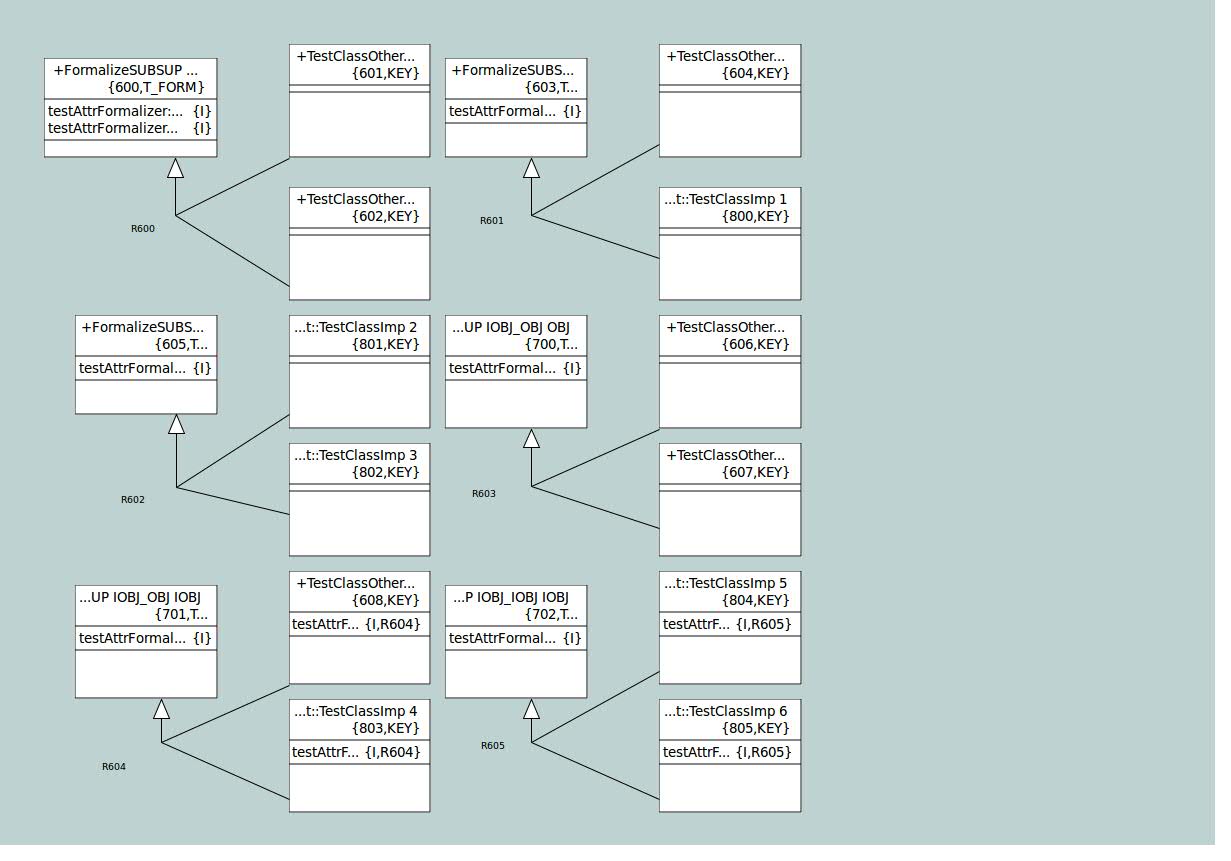 +FormalizeSUBSUP ...
{600,T_FORM}
testAttrFormalizer:... {I}
testAttrFormalizer... {I}
R600
+TestClassOther...
{601,KEY}
+TestClassOther...
{602,KEY}
+FormalizeSUBS...
{603,T...
testAttrFormal... {I}
R601
+TestClassOther...
{604,KEY}
...t::TestClassImp 1
{800,KEY}
+FormalizeSUBS...
{605,T...
testAttrFormal... {I}
R602
...t::TestClassImp 2
{801,KEY}
...t::TestClassImp 3
{802,KEY}
...UP IOBJ_OBJ OBJ
{700,T...
testAttrFormal... {I}
R603
+TestClassOther...
{606,KEY}
+TestClassOther...
{607,KEY}
...UP IOBJ_OBJ IOBJ
{701,T...
testAttrFormal... {I}
R604
+TestClassOther...
{608,KEY}
testAttrF... {I,R604}
...t::TestClassImp 4
{803,KEY}
testAttrF... {I,R604}
...P IOBJ_IOBJ IOBJ
{702,T...
testAttrFormal... {I}
R605
...t::TestClassImp 5
{804,KEY}
testAttrF... {I,R605}
...t::TestClassImp 6
{805,KEY}
testAttrF... {I,R605}